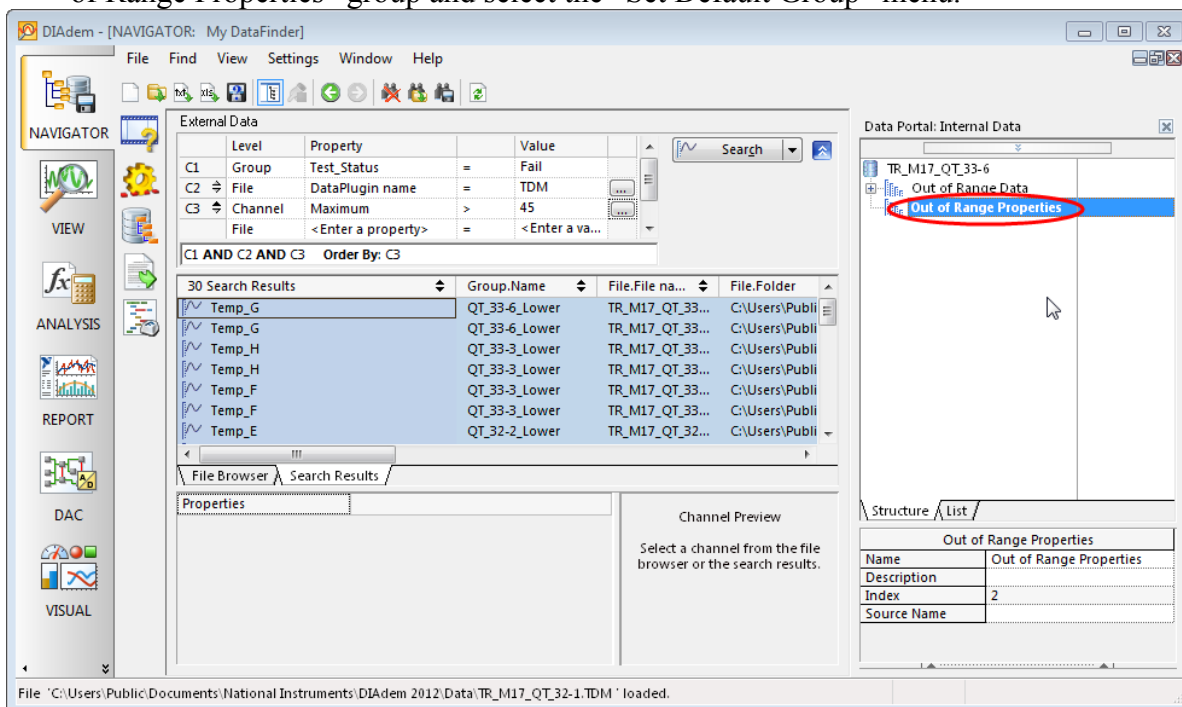 of Range Properties" group and select the "Set Default Group" menu.
DIAdem - [NAVIGATOR: My DataFinder]
File Find View Settings Window Help
NAVIGATOR
VIEW
ANALYSIS
REPORT
DAC
VISUAL
External Data
Level Property Value
Search
C1 Group Test_Status = Fail
C2 File DataPlugin name = TDM ...
C3 Channel Maximum > 45 ...
File <Enter a property> = <Enter a va...
C1 AND C2 AND C3 Order By: C3
30 Search Results Group.Name File.File na... File.Folder
Temp_G QT_33-6_Lower TR_M17_QT_33... C:\Users\Publi
Temp_G QT_33-6_Lower TR_M17_QT_33... C:\Users\Publi
Temp_H QT_33-3_Lower TR_M17_QT_33... C:\Users\Publi
Temp_H QT_33-3_Lower TR_M17_QT_33... C:\Users\Publi
Temp_F QT_33-3_Lower TR_M17_QT_33... C:\Users\Publi
Temp_F QT_33-3_Lower TR_M17_QT_33... C:\Users\Publi
Temp_E QT_32-2_Lower TR_M17_QT_32... C:\Users\Publi
File Browser Search Results
Properties
Channel Preview
Select a channel from the file
browser or the search results.
Data Portal: Internal Data
TR_M17_QT_33-6
Out of Range Data
Out of Range Properties
Structure List
Out of Range Properties
Name Out of Range Properties
Description
Index 2
Source Name
File 'C:\Users\Public\Documents\National Instruments\DIAdem 2012\Data\TR_M17_QT_32-1.TDM ' loaded.